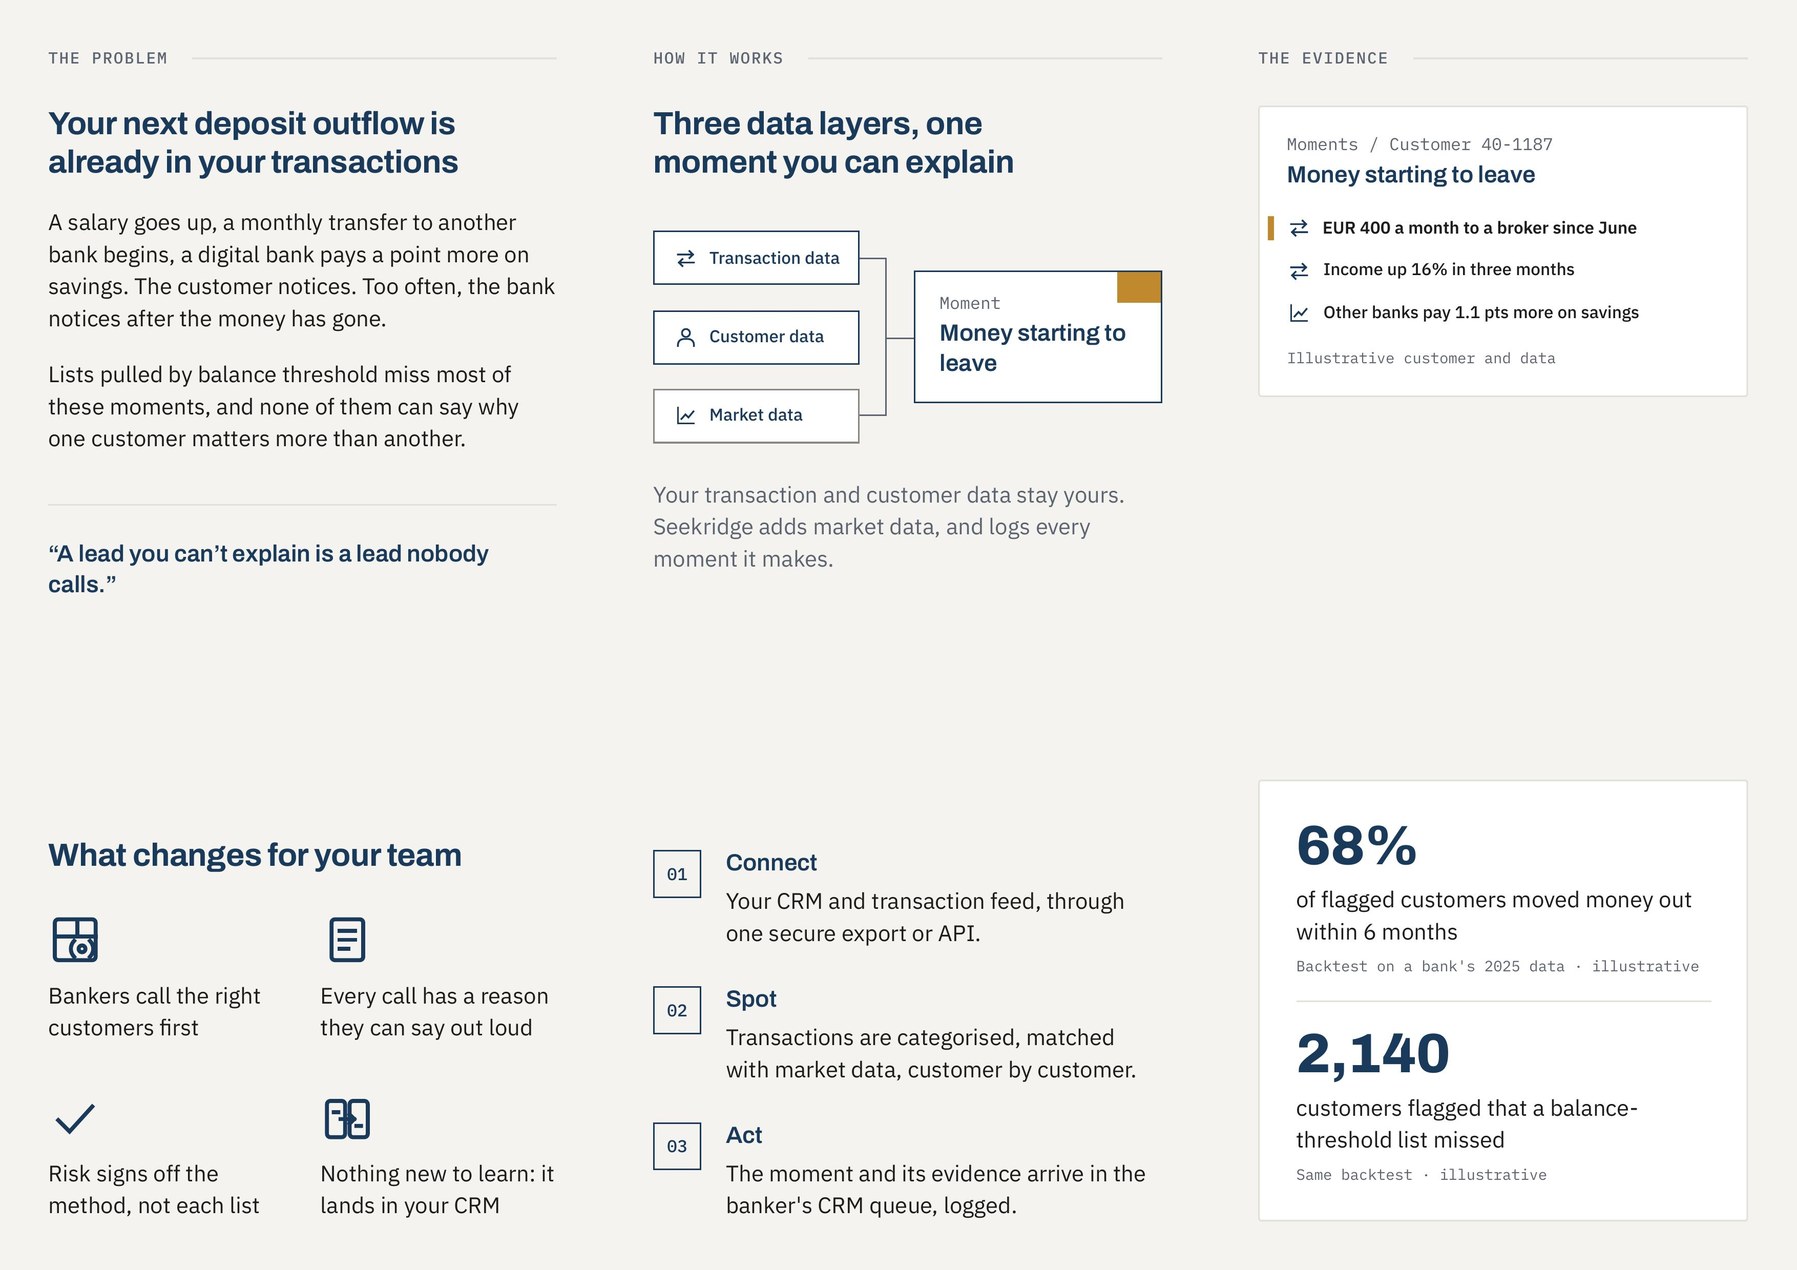 THE PROBLEM
Your next deposit outflow is
already in your transactions
A salary goes up, a monthly transfer to another
bank begins, a digital bank pays a point more on
savings. The customer notices. Too often, the bank
notices after the money has gone.
Lists pulled by balance threshold miss most of
these moments, and none of them can say why
one customer matters more than another.
“A lead you can’t explain is a lead nobody
calls.”
What changes for your team
Bankers call the right
customers first
Every call has a reason
they can say out loud
Risk signs off the
method, not each list
Nothing new to learn: it
lands in your CRM
HOW IT WORKS
Three data layers, one
moment you can explain
Transaction data
Customer data
Market data
Moment
Money starting to
leave
Your transaction and customer data stay yours.
Seekridge adds market data, and logs every
moment it makes.
01
Connect
Your CRM and transaction feed, through
one secure export or API.
02
Spot
Transactions are categorised, matched
with market data, customer by customer.
03
Act
The moment and its evidence arrive in the
banker's CRM queue, logged.
THE EVIDENCE
Moments / Customer 40-1187
Money starting to leave
EUR 400 a month to a broker since June
Income up 16% in three months
Other banks pay 1.1 pts more on savings
Illustrative customer and data
68%
of flagged customers moved money out
within 6 months
Backtest on a bank's 2025 data · illustrative
2,140
customers flagged that a balance-
threshold list missed
Same backtest · illustrative